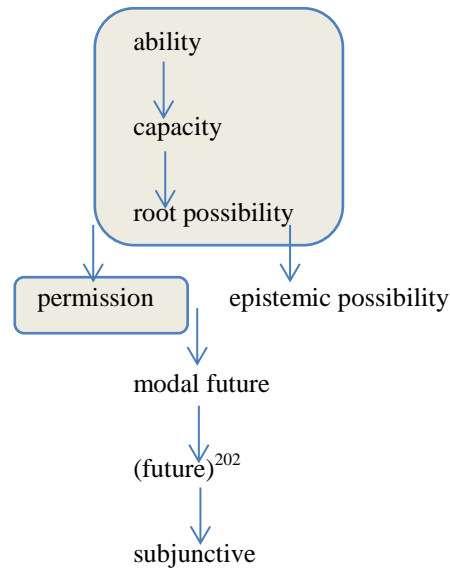 ability
capacity
root possibility
permission epistemic possibility
modal future
(future)202
subjunctive